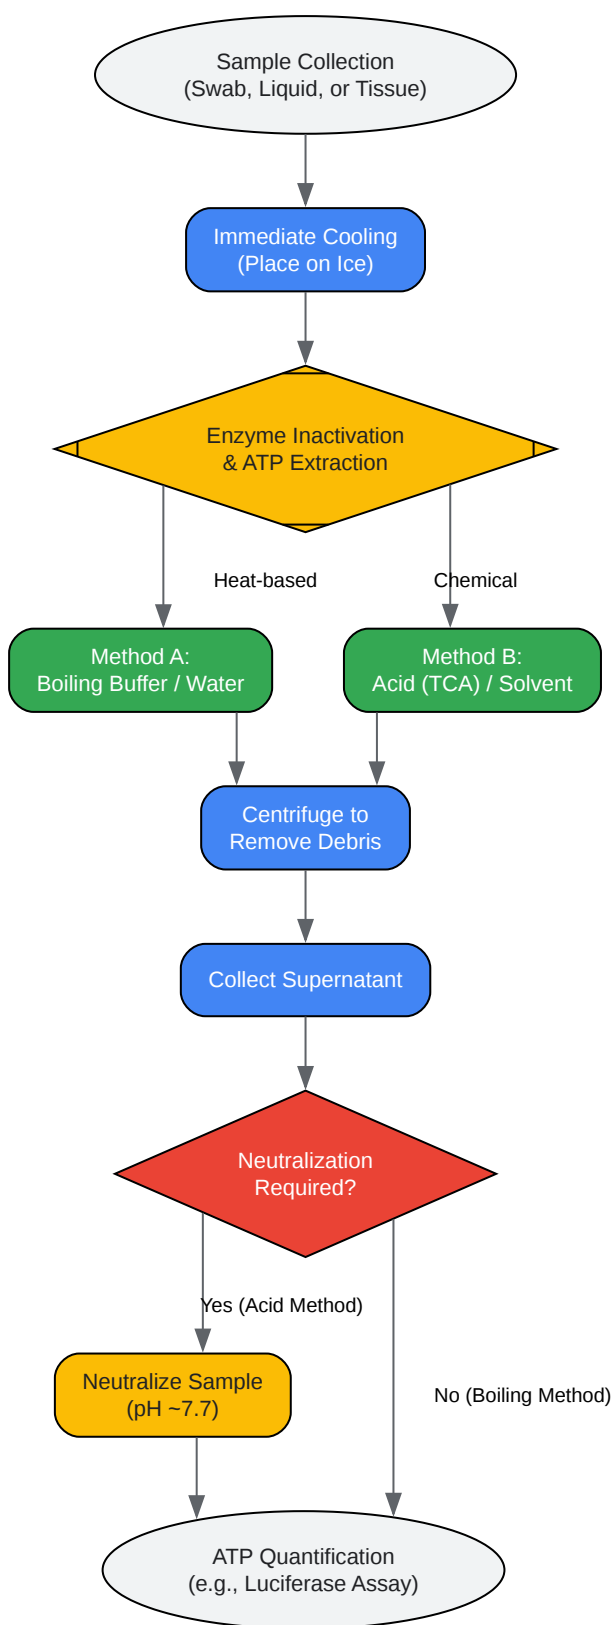 Sample Collection
(Swab, Liquid, or Tissue)
Immediate Cooling
(Place on Ice)
Enzyme Inactivation
& ATP Extraction
Heat-based
Chemical
Method A:
Boiling Buffer / Water
Method B:
Acid (TCA) / Solvent
Centrifuge to
Remove Debris
Collect Supernatant
Neutralization
Required?
Yes (Acid Method)
Neutralize Sample
(pH ~7.7)
No (Boiling Method)
ATP Quantification
(e.g., Luciferase Assay)